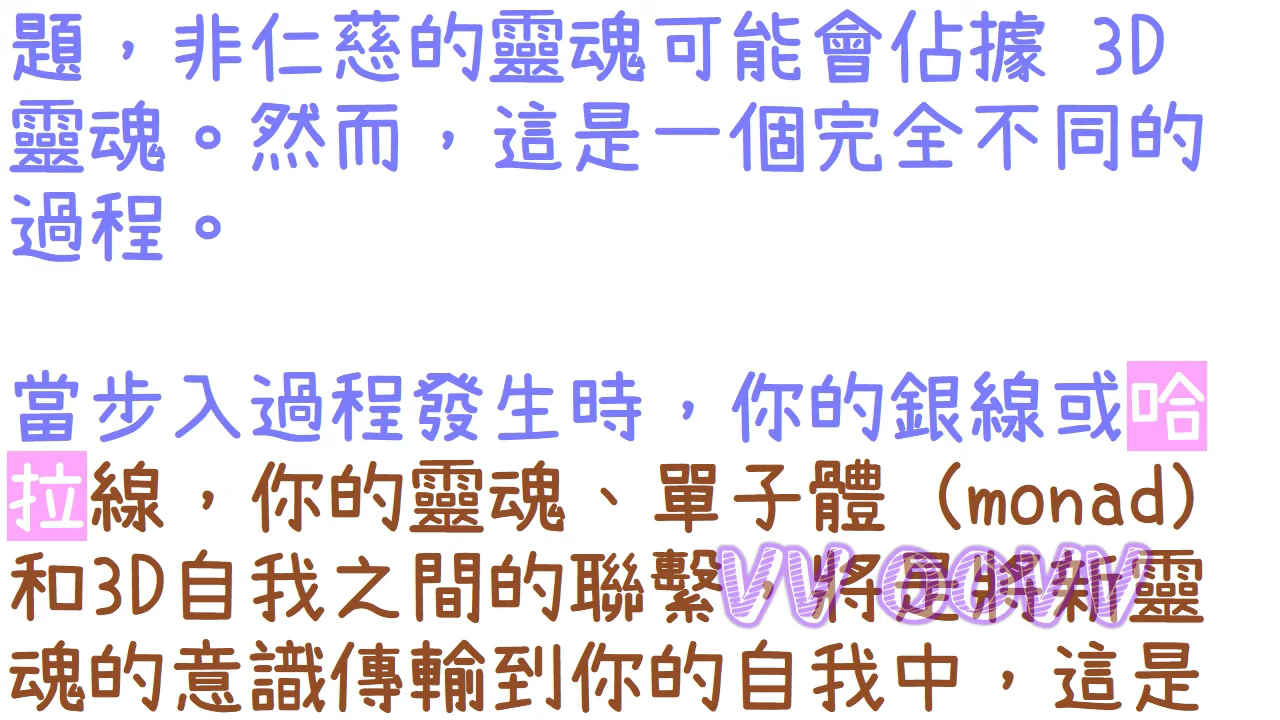 題，非仁慈的靈魂可能會佔據 3D
靈魂。然而，這是一個完全不同的
過程。
當步入過程發生時，你的銀線或哈
拉線，你的靈魂、單子體 (monad)
和3D自我之間的聯繫，將是將新靈
魂的意識傳輸到你的自我中，這是